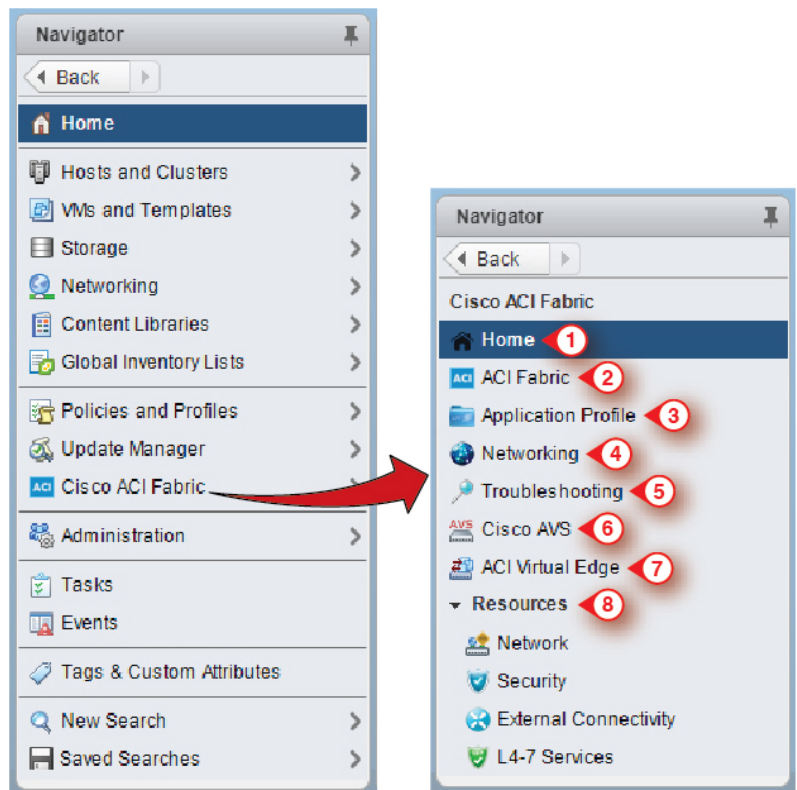 Navigator
Back
Home
Hosts and Clusters
VMs and Templates
Storage
Networking
Content Libraries
Global Inventory Lists
Policies and Profiles
Update Manager
ACI Cisco ACI Fabric
Administration
Tasks
Events
Tags & Custom Attributes
New Search
Saved Searches
Navigator
Back
Cisco ACI Fabric
Home 1
ACI ACI Fabric 2
Application Profile 3
Networking 4
Troubleshooting 5
AVS Cisco AVS 6
ACI Virtual Edge 7
Resources 8
Network
Security
External Connectivity
L4-7 Services